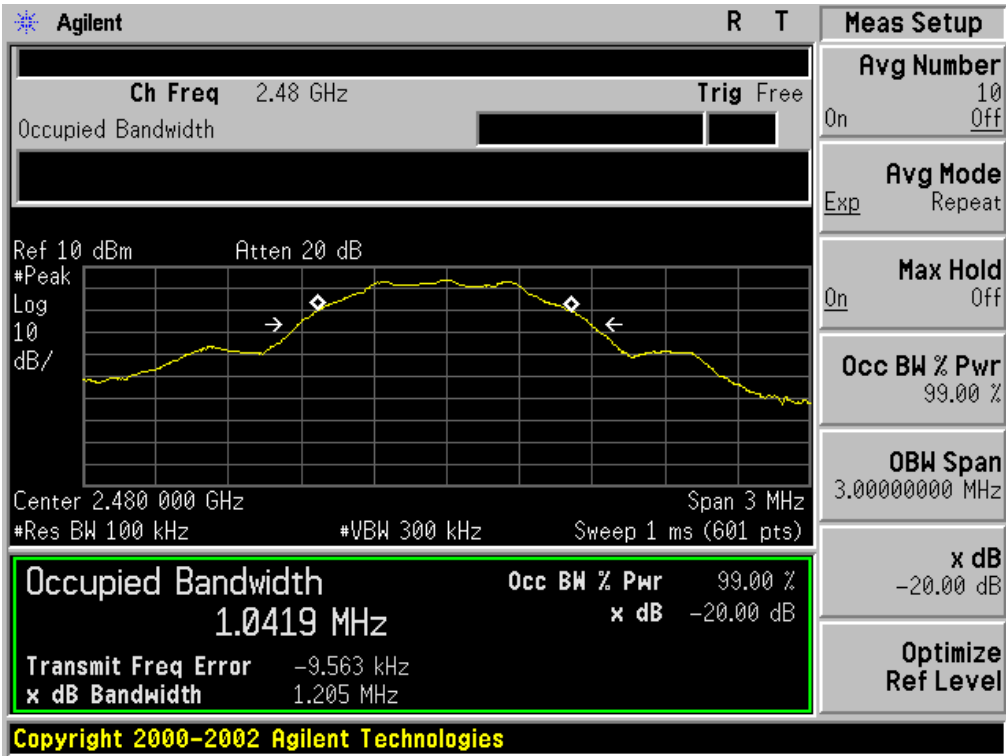 Agilent R T
Ch Freq 2.48 GHz Trig Free
Occupied Bandwidth
Ref 10 dBm Atten 20 dB
#Peak
Log
10
dB/
Center 2.480 000 GHz Span 3 MHz
#Res BW 100 kHz #VBW 300 kHz Sweep 1 ms (601 pts)
Occupied Bandwidth Occ BW % Pwr 99.00 %
1.0419 MHz x dB -20.00 dB
Transmit Freq Error -9.563 kHz
x dB Bandwidth 1.205 MHz
Copyright 2000-2002 Agilent Technologies
Meas Setup
Avg Number
10
On Off
Avg Mode
Exp Repeat
Max Hold
On Off
Occ BW % Pwr
99.00 %
OBW Span
3.00000000 MHz
x dB
-20.00 dB
Optimize
Ref Level